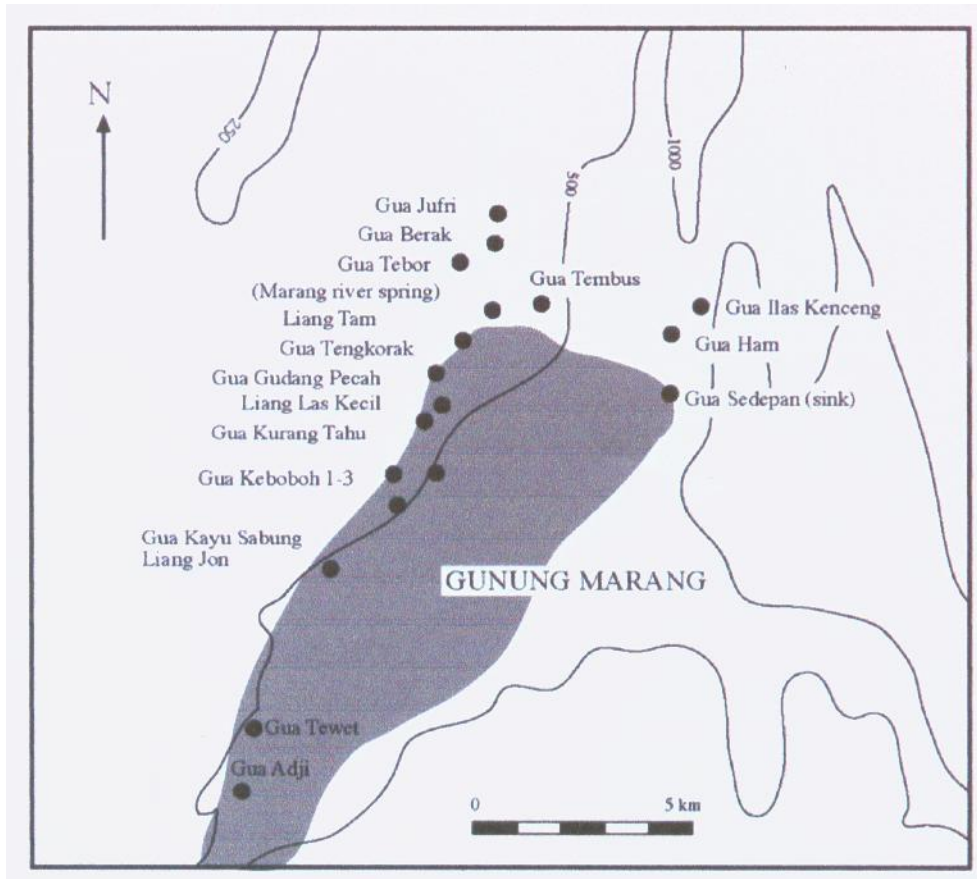 N
250
1000
500
Gua Jufri
Gua Berak
Gua Tebor
(Marang river spring)
Gua Tembus
Liang Tam
Gua Ilas Kenceng
Gua Tengkorak
Gua Ham
Gua Gudang Pecah
Liang Las Kecil
Gua Sedepan (sink)
Gua Kurang Tahu
Gua Keboboh 1-3
Gua Kayu Sabung
Liang Jon
GUNUNG MARANG
Gua Tewet
Gua Adji
0 5 km